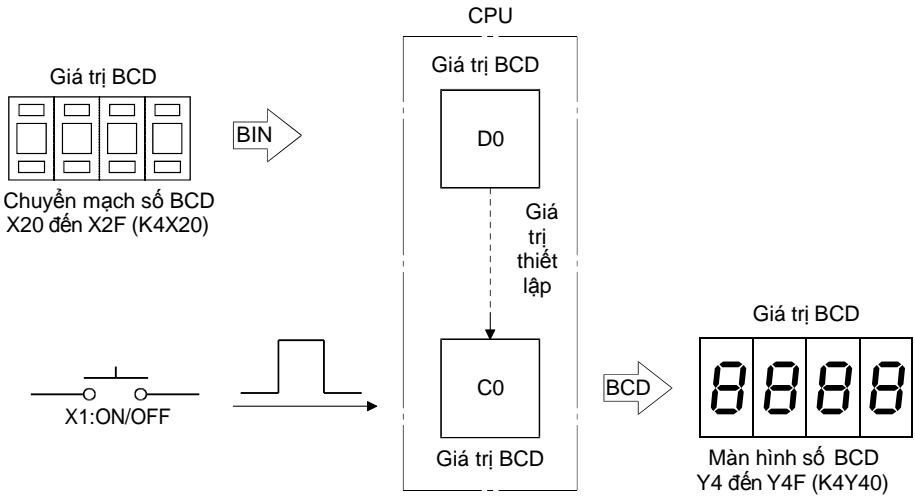 CPU
Giá trị BCD
Giá trị BCD
BIN
D0
Chuyển mạch số BCD
X20 đến X2F (K4X20)
Giá
trị
thiết
lập
Giá trị BCD
X1:ON/OFF
C0
BCD
Giá trị BCD
Màn hình số BCD
Y4 đến Y4F (K4Y40)